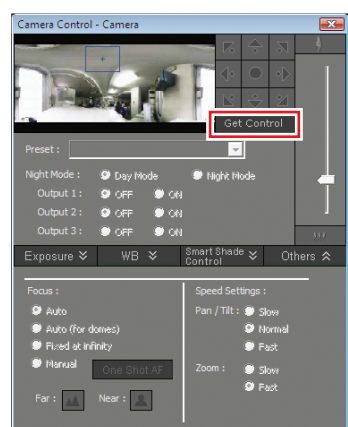 Camera Control - Camera
Get Control
Preset :
Night Mode : Day Mode Night Mode
Output 1 : OFF ON
Output 2 : OFF ON
Output 3 : OFF ON
Exposure WB Smart Shade Control Others
Focus :
Auto
Auto (for domes)
Fixed at infinity
Manual One Shot AF
Far : Near :
Speed Settings :
Pan / Tilt : Slow
Normal
Fast
Zoom : Slow
Fast